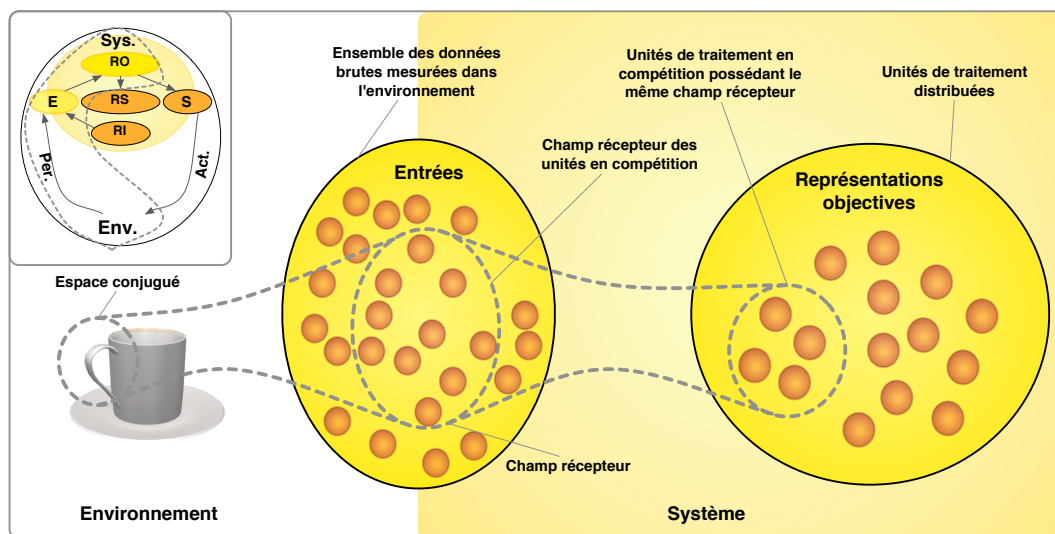 Sys.
RO
E
RS
S
RI
Per.
Act.
Env.
Ensemble des données
brutes mesurées dans
l'environnement
Unités de traitement en
compétition possédant le
même champ récepteur
Unités de traitement
distribuées
Champ récepteur des
unités en compétition
Entrées
Représentations
objectives
Espace conjugué
Champ récepteur
Environnement
Système